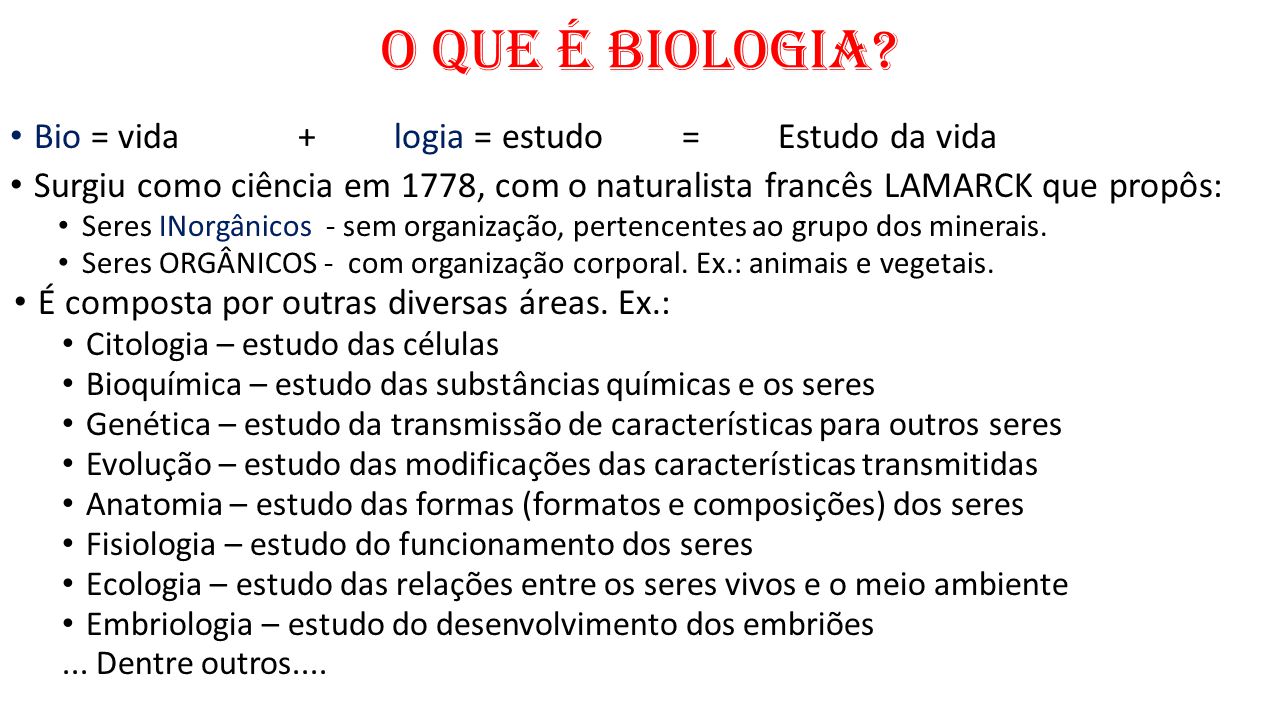 O QUE É BIOLOGIA?
• Bio = vida + logia = estudo = Estudo da vida
• Surgiu como ciência em 1778, com o naturalista francês LAMARCK que propôs:
• Seres INorgânicos - sem organização, pertencentes ao grupo dos minerais.
• Seres ORGÂNICOS - com organização corporal. Ex.: animais e vegetais.
• É composta por outras diversas áreas. Ex.:
• Citologia – estudo das células
• Bioquímica – estudo das substâncias químicas e os seres
• Genética – estudo da transmissão de características para outros seres
• Evolução – estudo das modificações das características transmitidas
• Anatomia – estudo das formas (formatos e composições) dos seres
• Fisiologia – estudo do funcionamento dos seres
• Ecologia – estudo das relações entre os seres vivos e o meio ambiente
• Embriologia – estudo do desenvolvimento dos embriões
... Dentre outros....